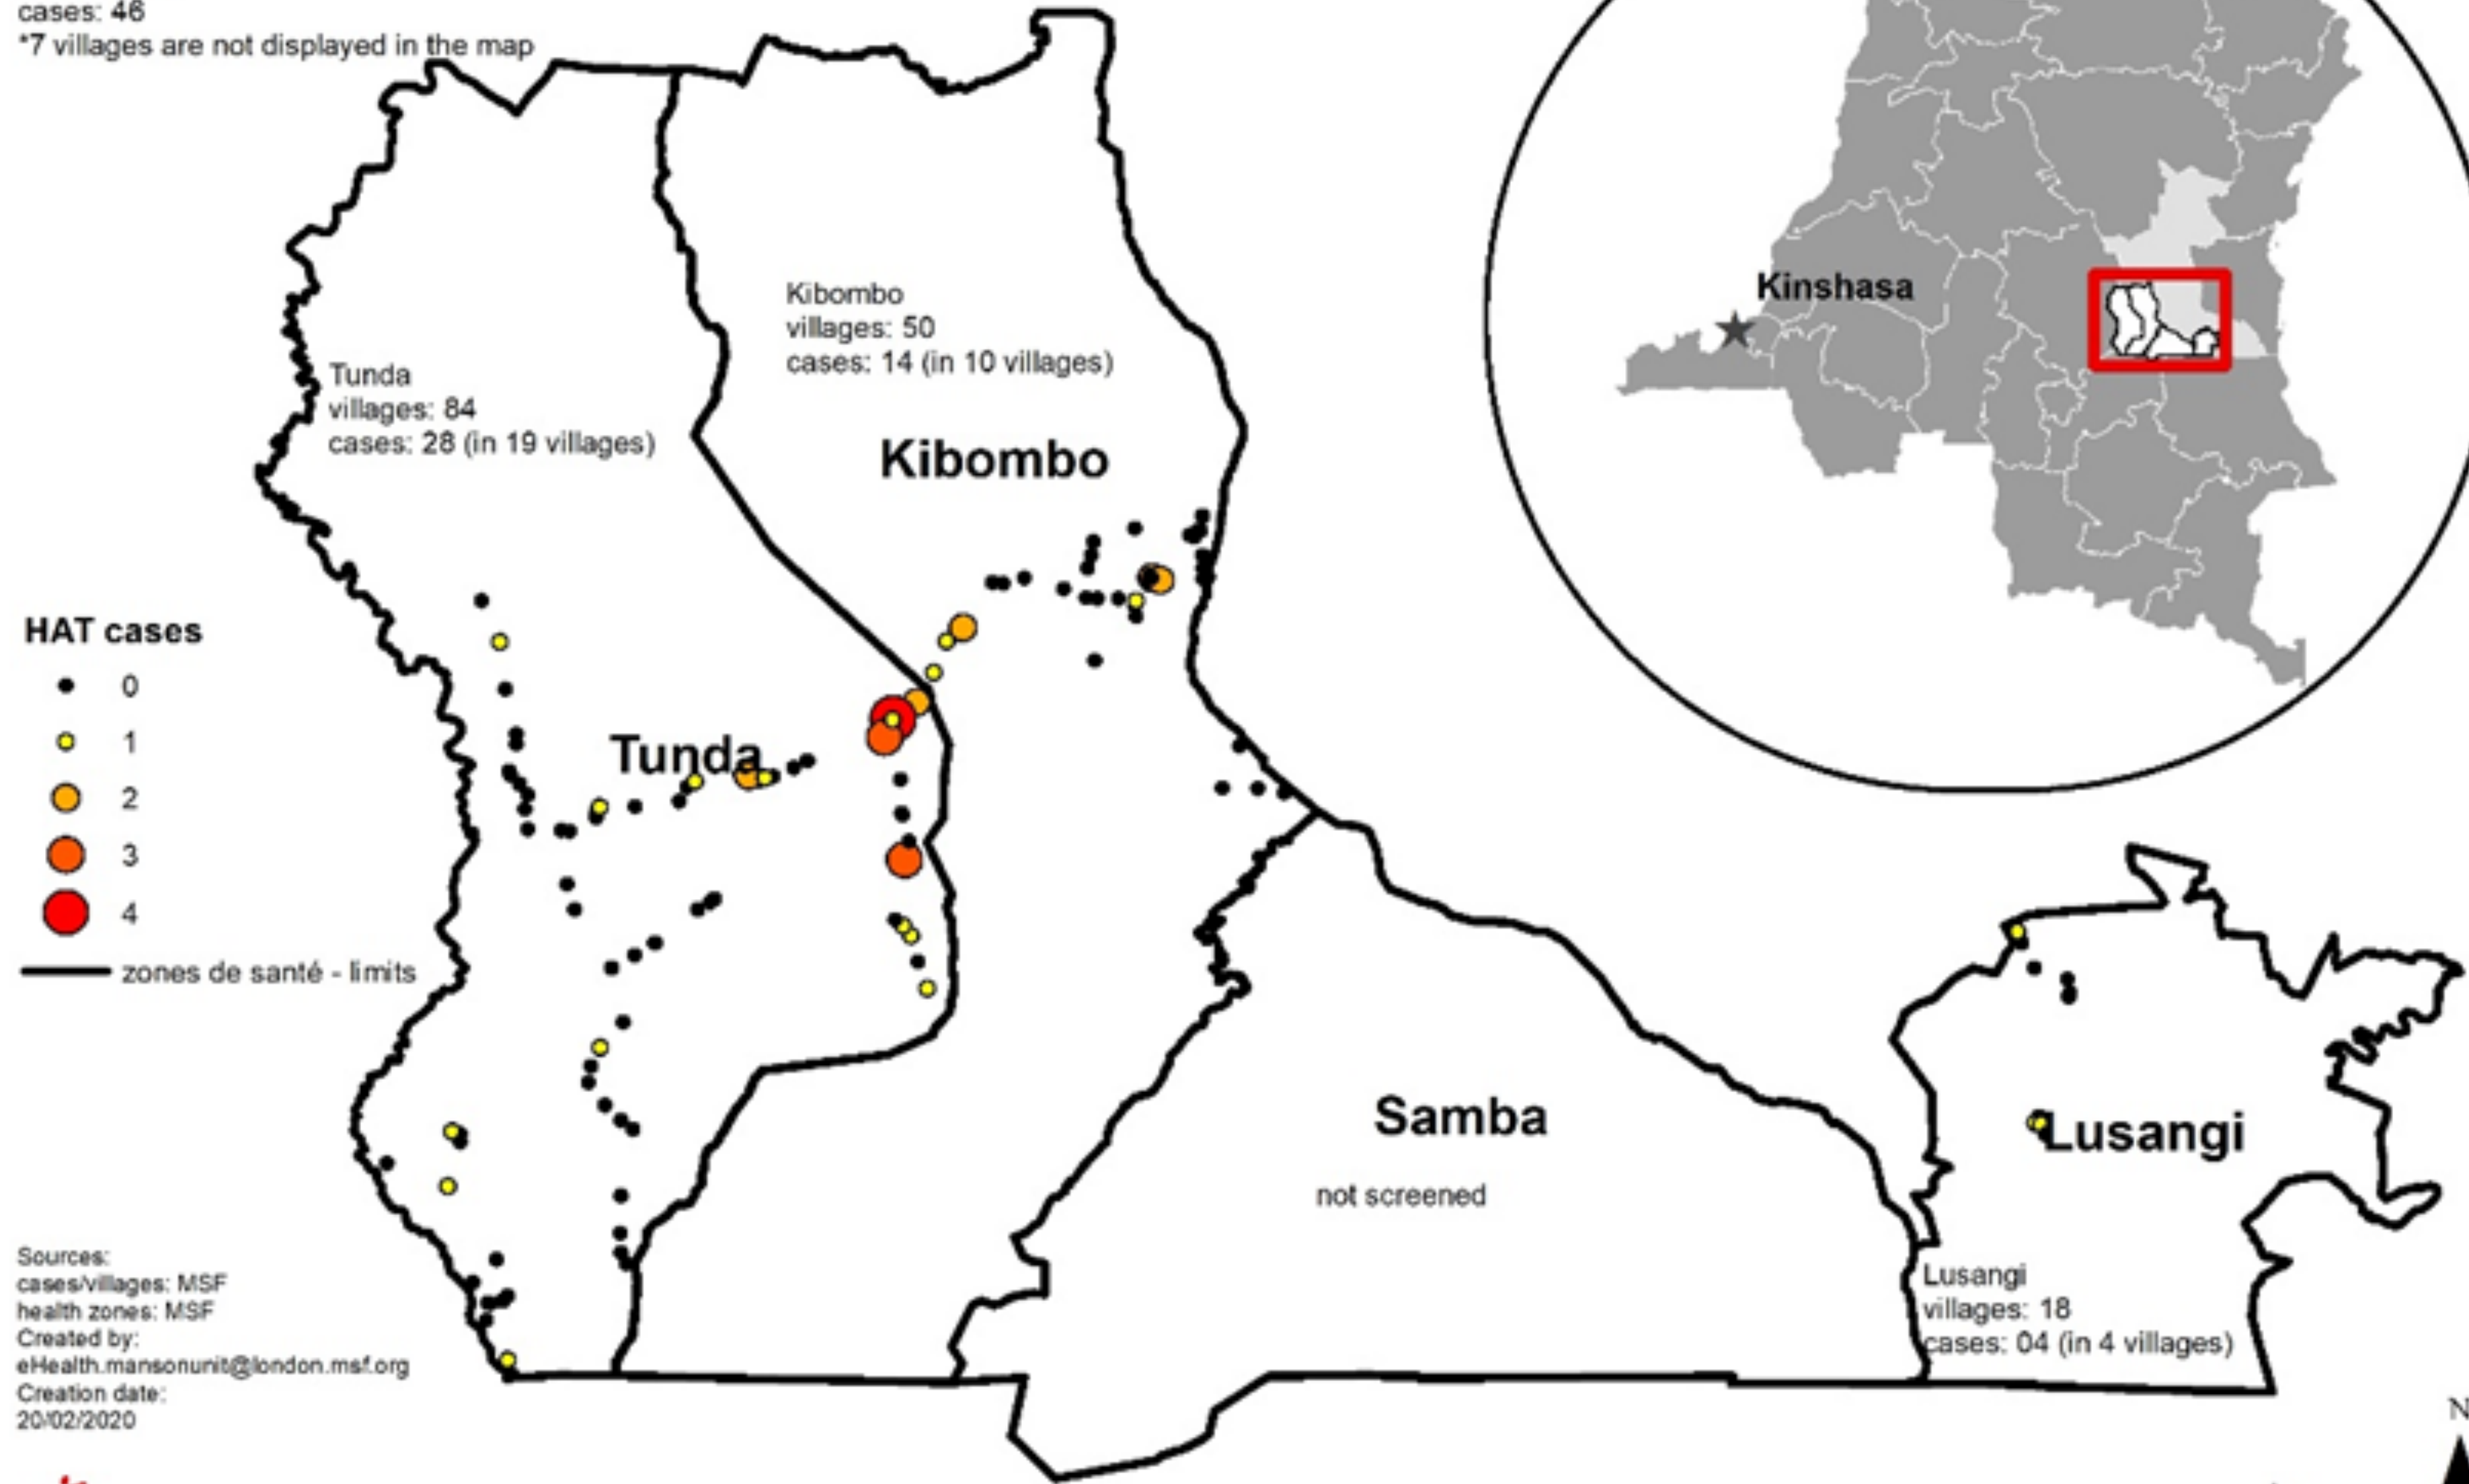 cases: 46
*7 villages are not displayed in the map
Kinshasa
Kibombo
villages: 50
cases: 14 (in 10 villages)
Tunda
villages: 84
cases: 28 (in 19 villages)
Kibombo
HAT cases
0
1
2
3
4
zones de santé - limits
Tunda
Samba
not screened
Lusangi
Lusangi
villages: 18
cases: 04 (in 4 villages)
Sources:
cases/villages: MSF
health zones: MSF
Created by:
eHealth.mansonunit@london.msf.org
Creation date:
20/02/2020
N